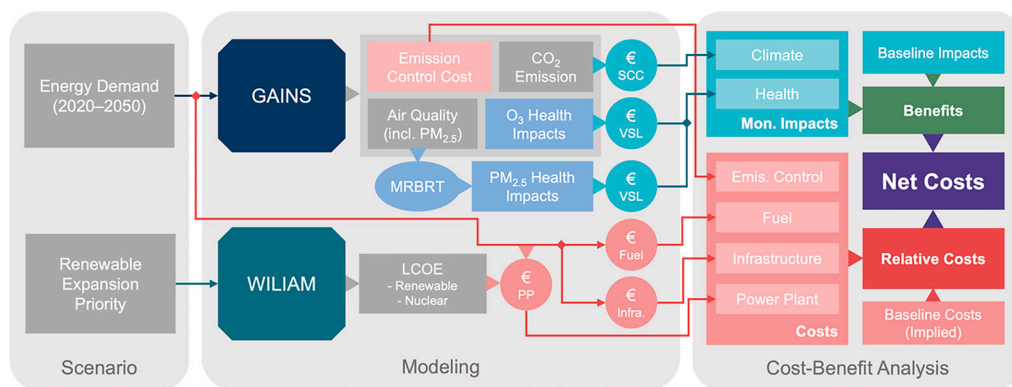 Energy Demand
(2020–2050)
Renewable
Expansion
Priority
Scenario
GAINS
Emission
Control Cost
CO₂
Emission
€
SCC
Air Quality
(incl. PM₂.₅)
O₃ Health
Impacts
€
VSL
MRBRT
PM₂.₅ Health
Impacts
€
VSL
WILIAM
LCOE
- Renewable
- Nuclear
€
PP
€
Fuel
€
Infra.
Modeling
Climate
Health
Mon. Impacts
Baseline Impacts
Benefits
Net Costs
Emis. Control
Fuel
Infrastructure
Power Plant
Costs
Relative Costs
Baseline Costs
(Implied)
Cost-Benefit Analysis